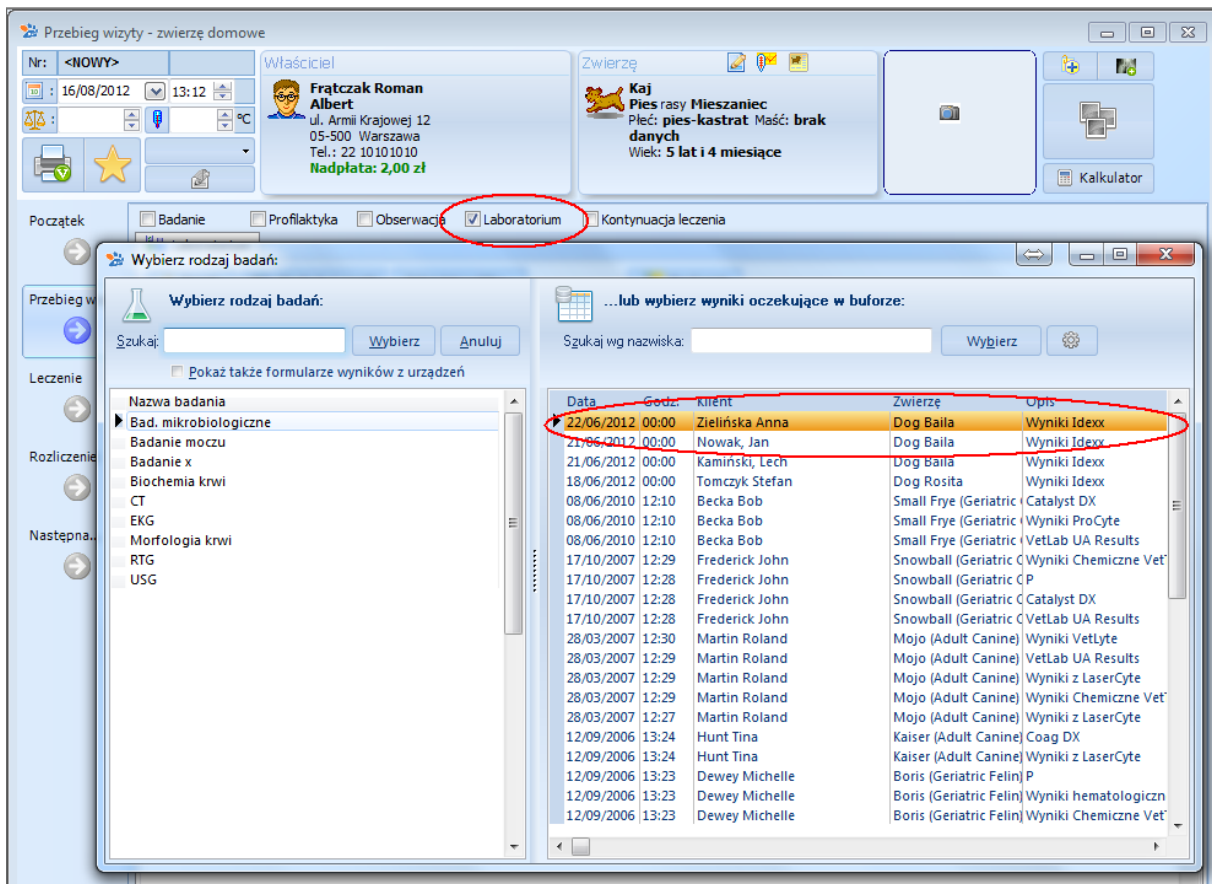 Przebieg wizyty - zwierzę domowe
Nr: <NOWY>
16/08/2012 13:12
°C
Właściciel
Frątczak Roman
Albert
ul. Armii Krajowej 12
05-500 Warszawa
Tel.: 22 10101010
Nadpłata: 2,00 zł
Zwierzę
Kaj
Pies rasy Mieszaniec
Płeć: pies-kastrat Maść: brak
danych
Wiek: 5 lat i 4 miesiące
Kalkulator
Początek
Przebieg w
Leczenie
Rozliczenie
Następna..
Badanie Profilaktyka Obserwacja Laboratorium Kontynuacja leczenia
Wybierz rodzaj badań:
Wybierz rodzaj badań:
Szukaj: Wybierz Anuluj
Pokaż także formularze wyników z urządzeń
Nazwa badania
Bad. mikrobiologiczne
Badanie moczu
Badanie x
Biochemia krwi
CT
EKG
Morfologia krwi
RTG
USG
...lub wybierz wyniki oczekujące w buforze:
Szukaj wg nazwiska: Wybierz
Data Godz. Klient Zwierzę Opis
22/06/2012 00:00 Zielińska Anna Dog Baila Wyniki Idexx
21/06/2012 00:00 Nowak, Jan Dog Baila Wyniki Idexx
21/06/2012 00:00 Kamiński, Lech Dog Baila Wyniki Idexx
18/06/2012 00:00 Tomczyk Stefan Dog Rosita Wyniki Idexx
08/06/2010 12:10 Becka Bob Small Frye (Geriatric Catalyst DX
08/06/2010 12:10 Becka Bob Small Frye (Geriatric Wyniki ProCyte
08/06/2010 12:10 Becka Bob Small Frye (Geriatric VetLab UA Results
17/10/2007 12:29 Frederick John Snowball (Geriatric C Wyniki Chemiczne Vet
17/10/2007 12:28 Frederick John Snowball (Geriatric C P
17/10/2007 12:28 Frederick John Snowball (Geriatric C Catalyst DX
17/10/2007 12:28 Frederick John Snowball (Geriatric C VetLab UA Results
28/03/2007 12:30 Martin Roland Mojo (Adult Canine) Wyniki VetLyte
28/03/2007 12:29 Martin Roland Mojo (Adult Canine) VetLab UA Results
28/03/2007 12:29 Martin Roland Mojo (Adult Canine) Wyniki z LaserCyte
28/03/2007 12:29 Martin Roland Mojo (Adult Canine) Wyniki Chemiczne Vet
28/03/2007 12:27 Martin Roland Mojo (Adult Canine) Wyniki z LaserCyte
12/09/2006 13:24 Hunt Tina Kaiser (Adult Canine) Coag DX
12/09/2006 13:24 Hunt Tina Kaiser (Adult Canine) Wyniki z LaserCyte
12/09/2006 13:23 Dewey Michelle Boris (Geriatric Felin) P
12/09/2006 13:23 Dewey Michelle Boris (Geriatric Felin) Wyniki hematologiczn
12/09/2006 13:23 Dewey Michelle Boris (Geriatric Felin) Wyniki Chemiczne Vet